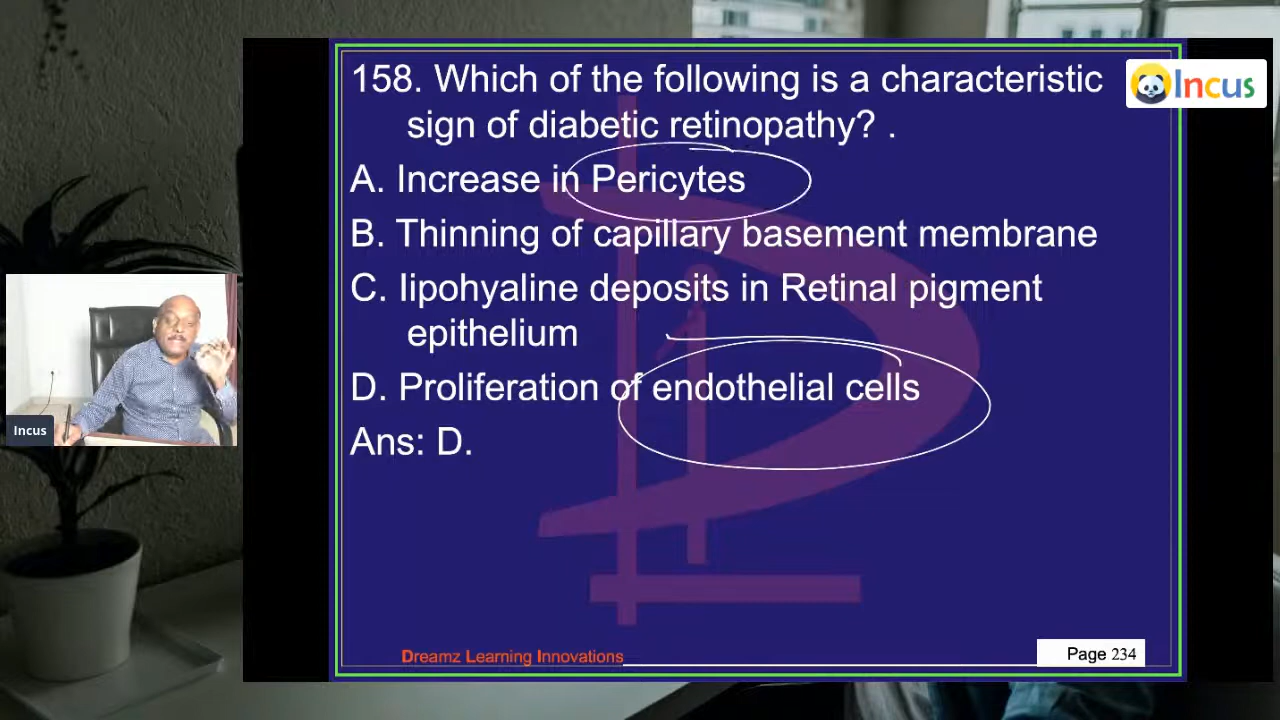 158. Which of the following is a characteristic
sign of diabetic retinopathy? .
A. Increase in Pericytes
B. Thinning of capillary basement membrane
C. lipohyaline deposits in Retinal pigment
epithelium
D. Proliferation of endothelial cells
Ans: D.
Dreamz Learning Innovations
Page 234
Incus
Incus